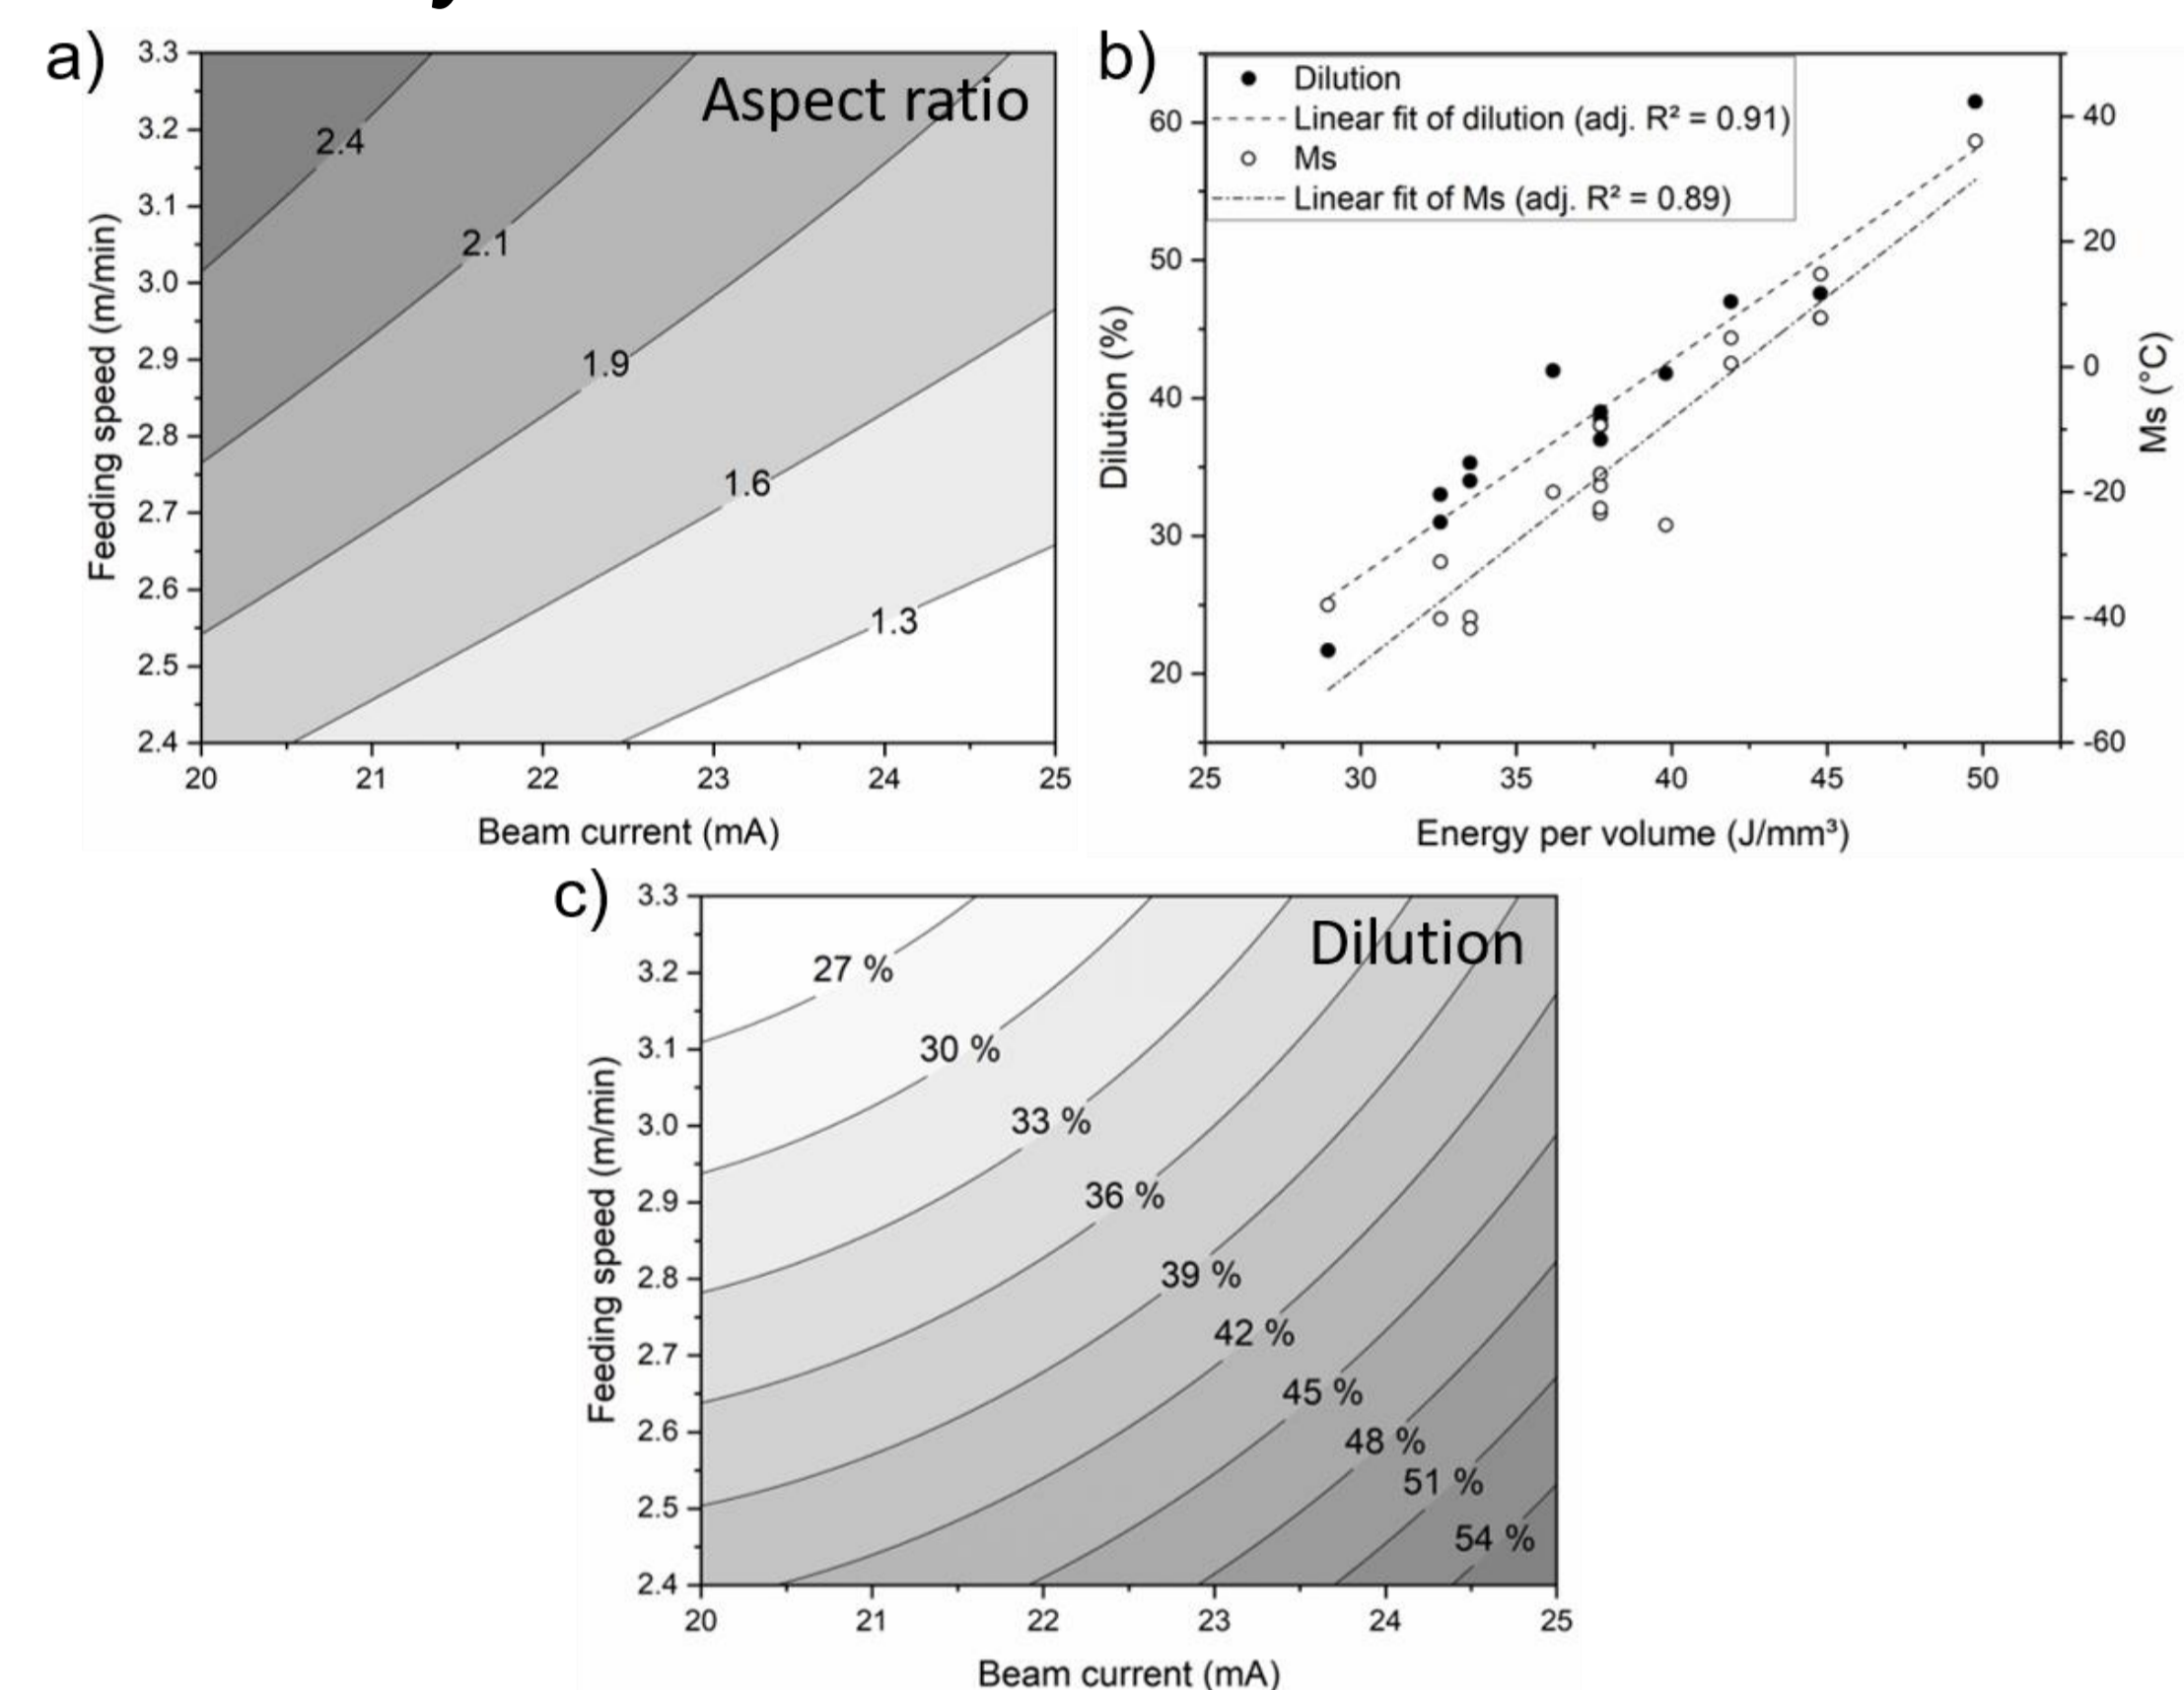 a)
Aspect ratio
3.3
3.2
3.1
3.0
2.9
2.8
2.7
2.6
2.5
2.4
Feeding speed (m/min)
2.4
2.1
1.9
1.6
1.3
20 21 22 23 24 25
Beam current (mA)
b)
Dilution
Linear fit of dilution (adj. R² = 0.91)
Ms
Linear fit of Ms (adj. R² = 0.89)
60
50
40
30
20
Dilution (%)
40
20
0
-20
-40
-60
Ms (°C)
25 30 35 40 45 50
Energy per volume (J/mm³)
c)
Dilution
3.3
3.2
3.1
3.0
2.9
2.8
2.7
2.6
2.5
2.4
Feeding speed (m/min)
27 %
30 %
33 %
36 %
39 %
42 %
45 %
48 %
51 %
54 %
20 21 22 23 24 25
Beam current (mA)